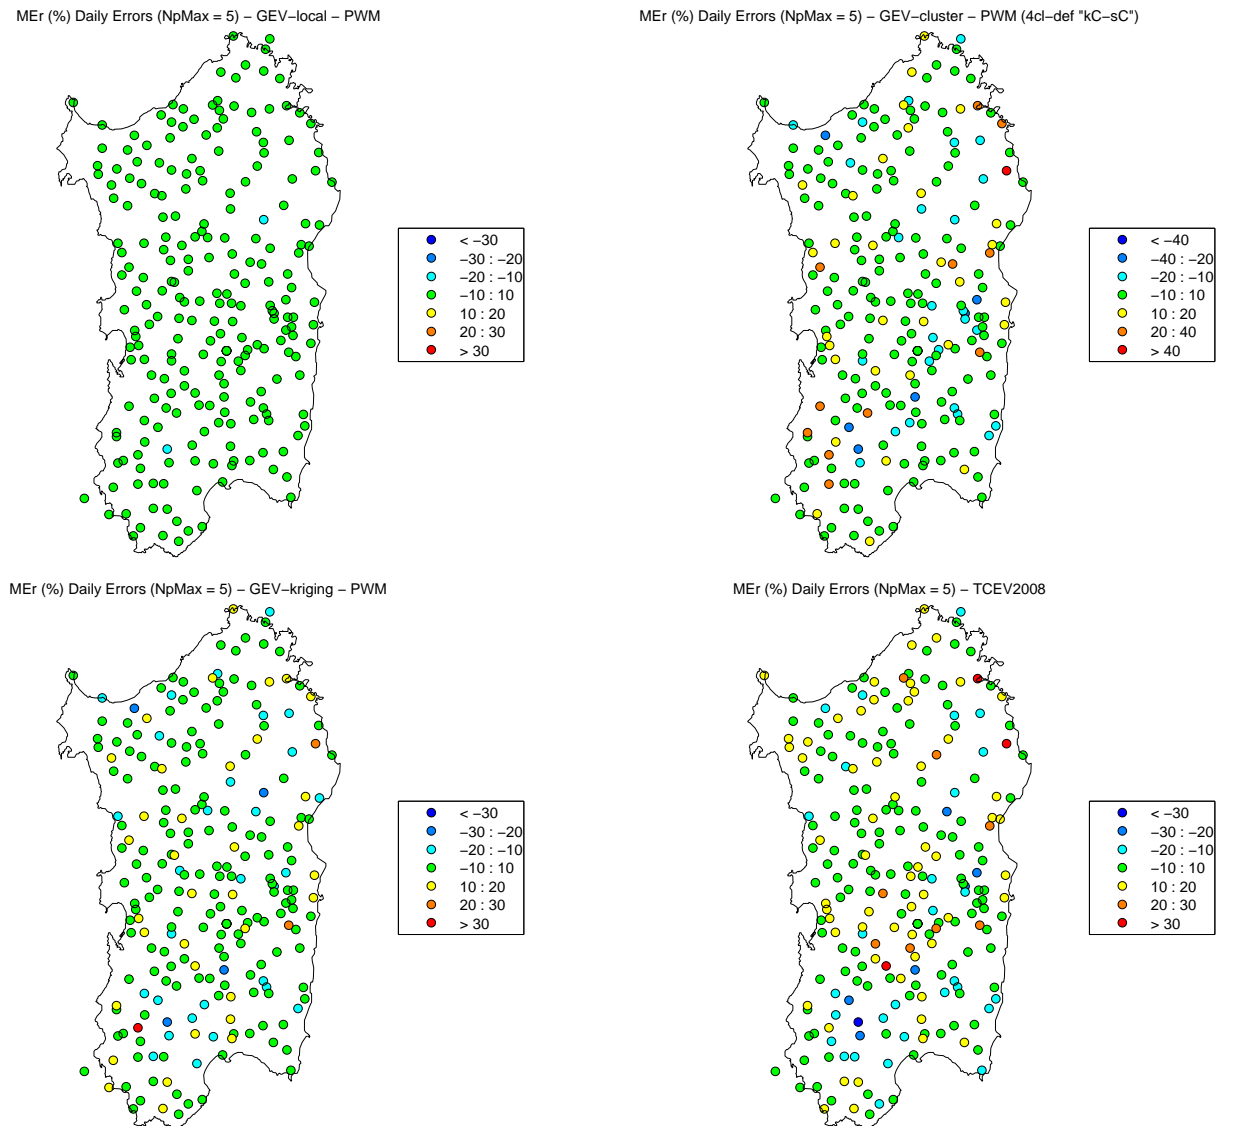 MEr (%) Daily Errors (NpMax = 5) − GEV−local − PWM
MEr (%) Daily Errors (NpMax = 5) − GEV−cluster − PWM (4cl−def "kC−sC")
< −30
−30 : −20
−20 : −10
−10 : 10
10 : 20
20 : 30
> 30
< −40
−40 : −20
−20 : −10
−10 : 10
10 : 20
20 : 40
> 40
MEr (%) Daily Errors (NpMax = 5) − GEV−kriging − PWM
MEr (%) Daily Errors (NpMax = 5) − TCEV2008
< −30
−30 : −20
−20 : −10
−10 : 10
10 : 20
20 : 30
> 30
< −30
−30 : −20
−20 : −10
−10 : 10
10 : 20
20 : 30
> 30